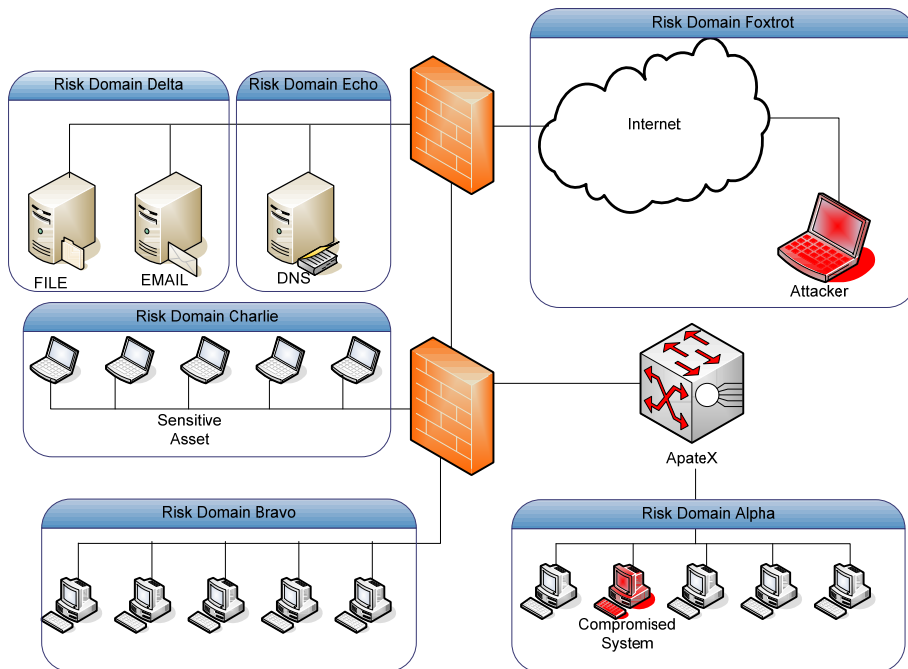 Risk Domain Foxtrot
Risk Domain Delta
Risk Domain Echo
Internet
FILE
EMAIL
DNS
Attacker
Risk Domain Charlie
Sensitive
Asset
ApateX
Risk Domain Bravo
Risk Domain Alpha
Compromised
System